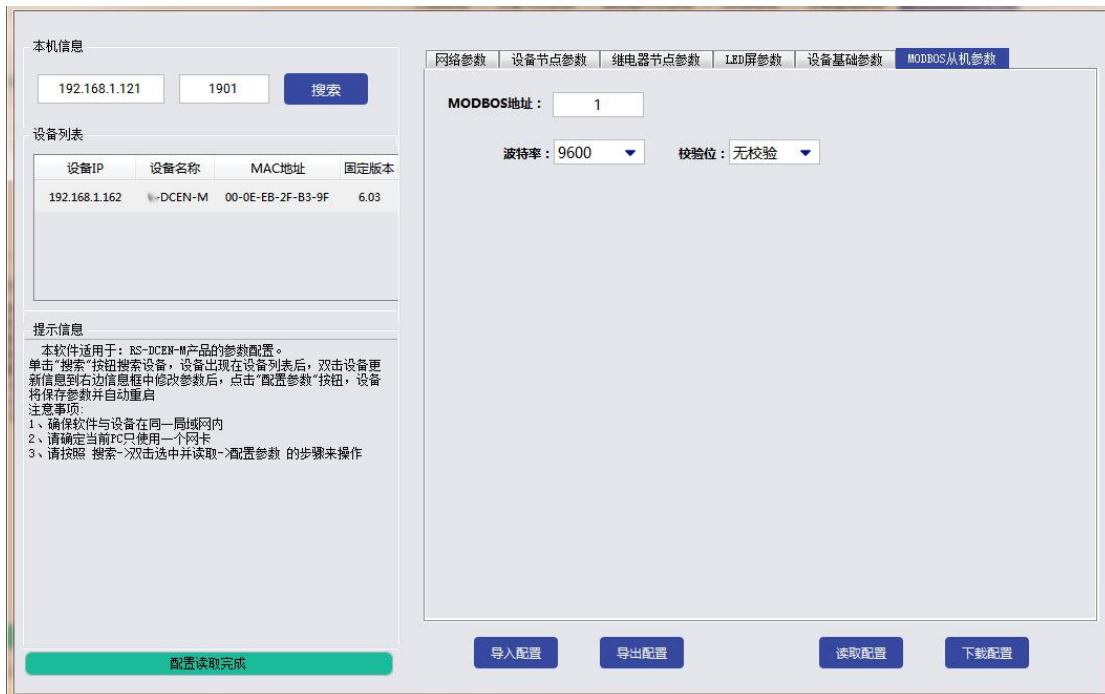 本机信息
192.168.1.121 1901 搜索
设备列表
设备IP 设备名称 MAC地址 固定版本
192.168.1.162 -DCEN-M 00-0E-EB-2F-B3-9F 6.03
提示信息
本软件适用于：RS-DCEN-M产品的参数配置。
单击"搜索"按钮搜索设备，设备出现在设备列表后，双击设备更
新信息到右边信息框中修改参数后，点击"配置参数"按钮，设备
将保存参数并自动重启
注意事项:
1、确保软件与设备在同一局域网内
2、请确定当前PC只使用一个网卡
3、请按照 搜索->双击选中并读取->配置参数 的步骤来操作
配置读取完成
网络参数 设备节点参数 继电器节点参数 LED屏参数 设备基础参数 MODBOS从机参数
MODBOS地址： 1
波特率： 9600 校验位： 无校验
导入配置 导出配置 读取配置 下载配置